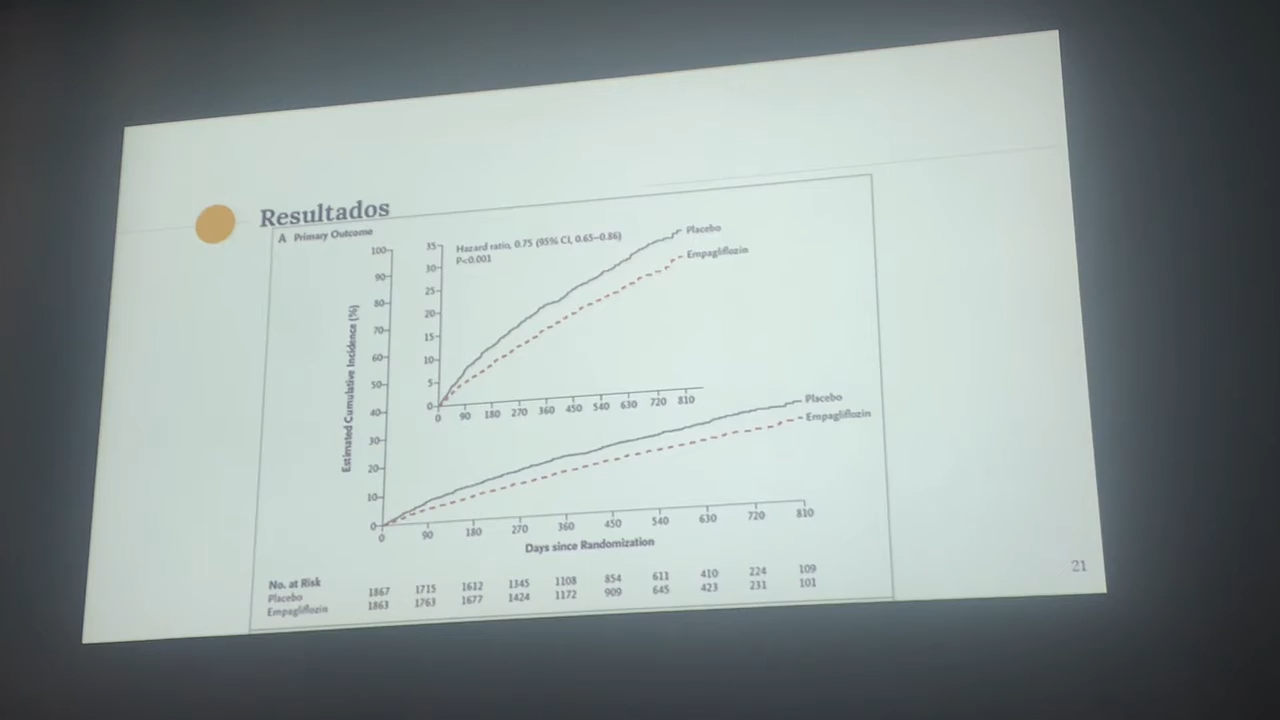 Resultados
A Primary Outcome
Estimated Cumulative Incidence (%)
100
90
80
70
60
50
40
30
20
10
0
35
30
25
20
15
10
5
0
Hazard ratio, 0.75 (95% CI, 0.65–0.86)
P<0.001
Placebo
Empagliflozin
0 90 180 270 360 450 540 630 720 810
Placebo
Empagliflozin
0 90 180 270 360 450 540 630 720 810
Days since Randomization
No. at Risk
Placebo 1867 1715 1612 1345 1108 854 611 410 224 109
Empagliflozin 1863 1763 1677 1424 1172 909 645 423 231 101
21